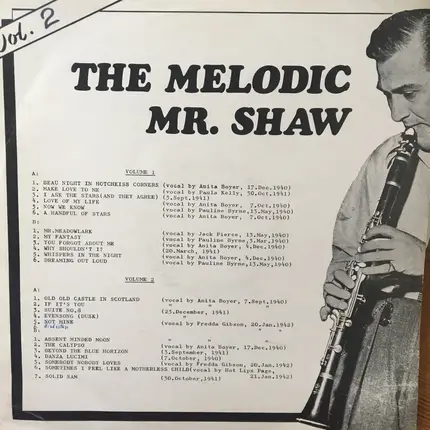 Vol. 2
THE MELODIC
MR. SHAW
VOLUME 1
A:
1. BEAU NIGHT IN HOTCHKISS CORNERS (vocal by Anita Boyer, 17.Dec.1940)
2. MAKE LOVE TO ME (vocal by Paula Kelly, 30.Oct.1941)
3. I ASK THE STARS(AND THEY AGREE) (3.Sept.1941)
4. LOVE OF MY LIFE (vocal by Anita Boyer, 7.Oct.1940)
5. NOW WE KNOW (vocal by Pauline Byrne,13.May,1940)
6. A HANDFUL OF STARS (vocal by Anita Boyer, 7.Oct.1940)
B:
1. MR.MEADOWLARK (vocal by Jack Pierce, 13.May,1940)
2. MY FANTASY (vocal by Pauline Byrne,3.Mar.1940)
3. YOU FORGOT ABOUT ME (vocal by Anita Boyer, 4.Dec.1940)
4. WHY SHOULDN'T I (20.March, 1941)
5. WHISPERS IN THE NIGHT (vocal by Anita Boyer, 4.Dec.1940)
6. DREAMING OUT LOUD (vocal by Pauline Byrne,13.May,1940)
VOLUME 2
A:
1. OLD OLD CASTLE IN SCOTLAND (vocal by Anita Boyer, 7.Sept.1940)
2. IF IT'S YOU " " "
3. SUITE NO.8 (23.December, 1941)
4. EVENSONG (DUSK) "
5. NOT MINE (vocal by Fredda Gibson, 20.Jan.1942)
6.
B:
1. ABSENT MINDED MOON " " "
2. THE CALYPSO (vocal by Anita Boyer, 17.Dec.1940)
3. BEYOND THE BLUE HORIZON (3.September, 1941)
4. DANZA LUCUMI (7.October, 1940)
5. SOMEBODY NOBODY LOVES (vocal by Fredda Gibson, 20.Jan.1942)
6. SOMETIMES I FEEL LIKE A MOTHERLESS CHILD(vocal by Hot Lips Page, 21.Jan.1942)
7. SOLID SAM (30.October,1941)